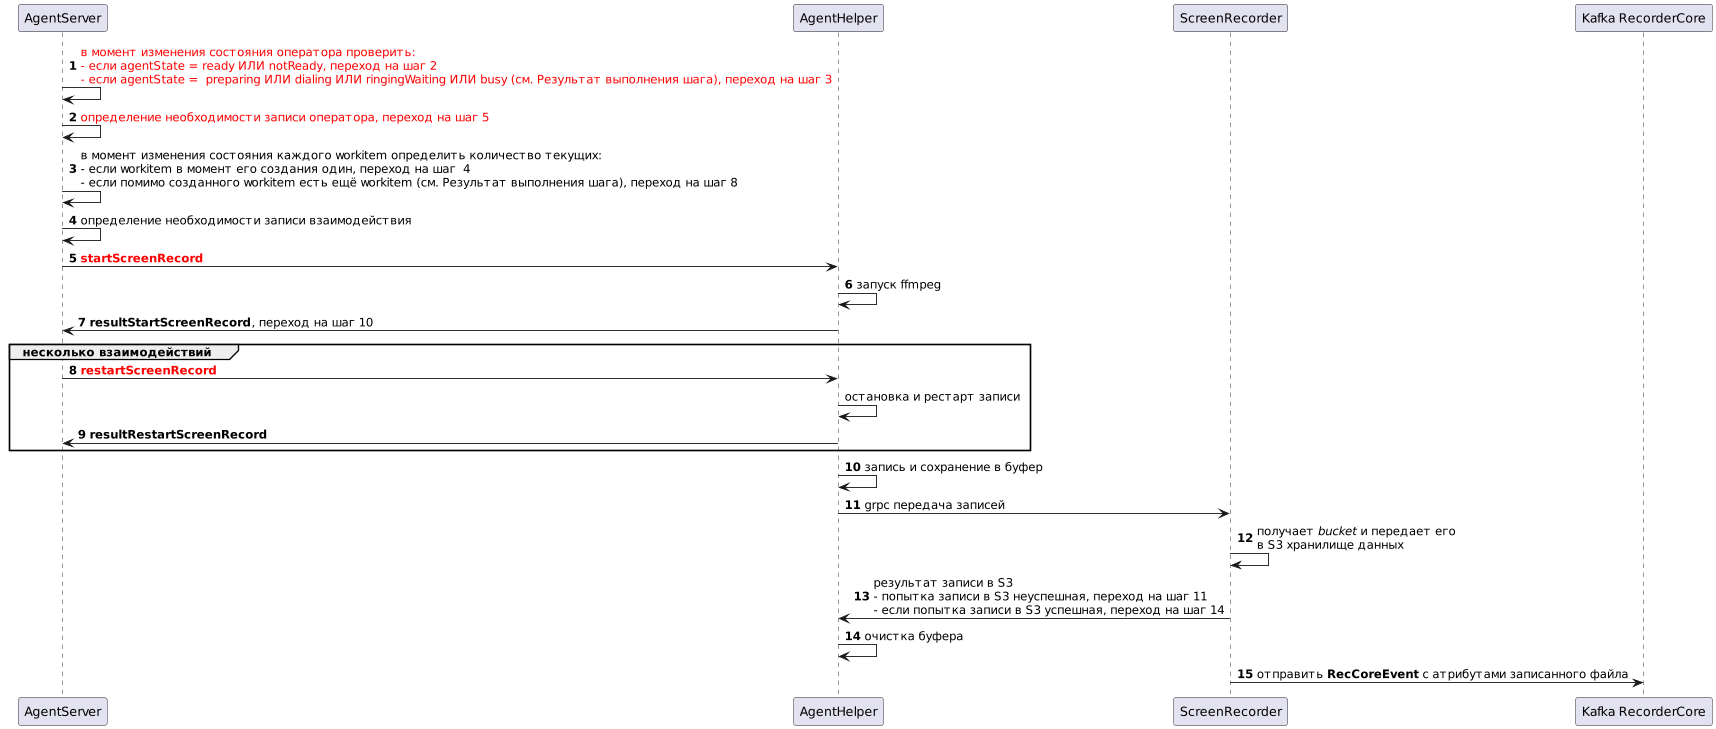 AgentServer
AgentHelper
ScreenRecorder
Kafka RecorderCore
в момент изменения состояния оператора проверить:
1 - если agentState = ready ИЛИ notReady, переход на шаг 2
- если agentState =  preparing ИЛИ dialing ИЛИ ringingWaiting ИЛИ busy (см. Результат выполнения шага), переход на шаг 3
2 определение необходимости записи оператора, переход на шаг 5
в момент изменения состояния каждого workitem определить количество текущих:
3 - если workitem в момент его создания один, переход на шаг  4
- если помимо созданного workitem есть ещё workitem (см. Результат выполнения шага), переход на шаг 8
4 определение необходимости записи взаимодействия
5 startScreenRecord
6 запуск ffmpeg
7 resultStartScreenRecord, переход на шаг 10
несколько взаимодействий
8 restartScreenRecord
остановка и рестарт записи
9 resultRestartScreenRecord
10 запись и сохранение в буфер
11 grpc передача записей
12 получает bucket и передает его
в S3 хранилище данных
результат записи в S3
13 - попытка записи в S3 неуспешная, переход на шаг 11
- если попытка записи в S3 успешная, переход на шаг 14
14 очистка буфера
15 отправить RecCoreEvent с атрибутами записанного файла
AgentServer
AgentHelper
ScreenRecorder
Kafka RecorderCore